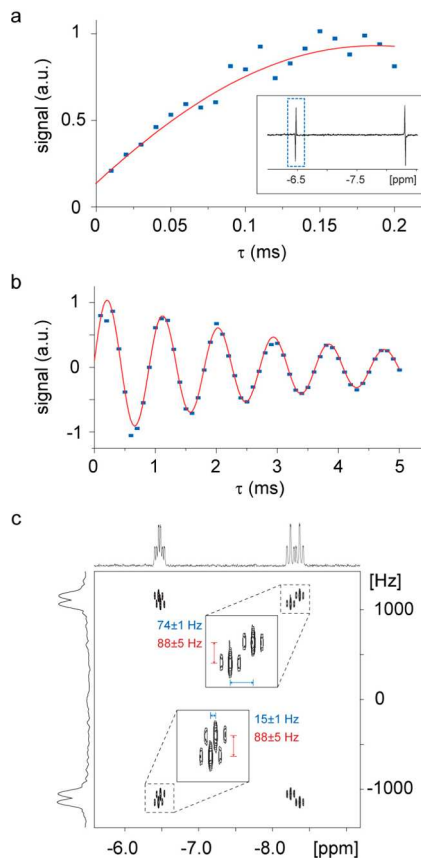 a
signal (a.u.)
1
0.5
0
-6.5 -7.5 [ppm]
0 0.05 0.1 0.15 0.2
τ (ms)
b
signal (a.u.)
1
0
-1
0 1 2 3 4 5
τ (ms)
c
[Hz]
1000
74±1 Hz
88±5 Hz
0
15±1 Hz
88±5 Hz
-1000
-6.0 -7.0 -8.0 [ppm]